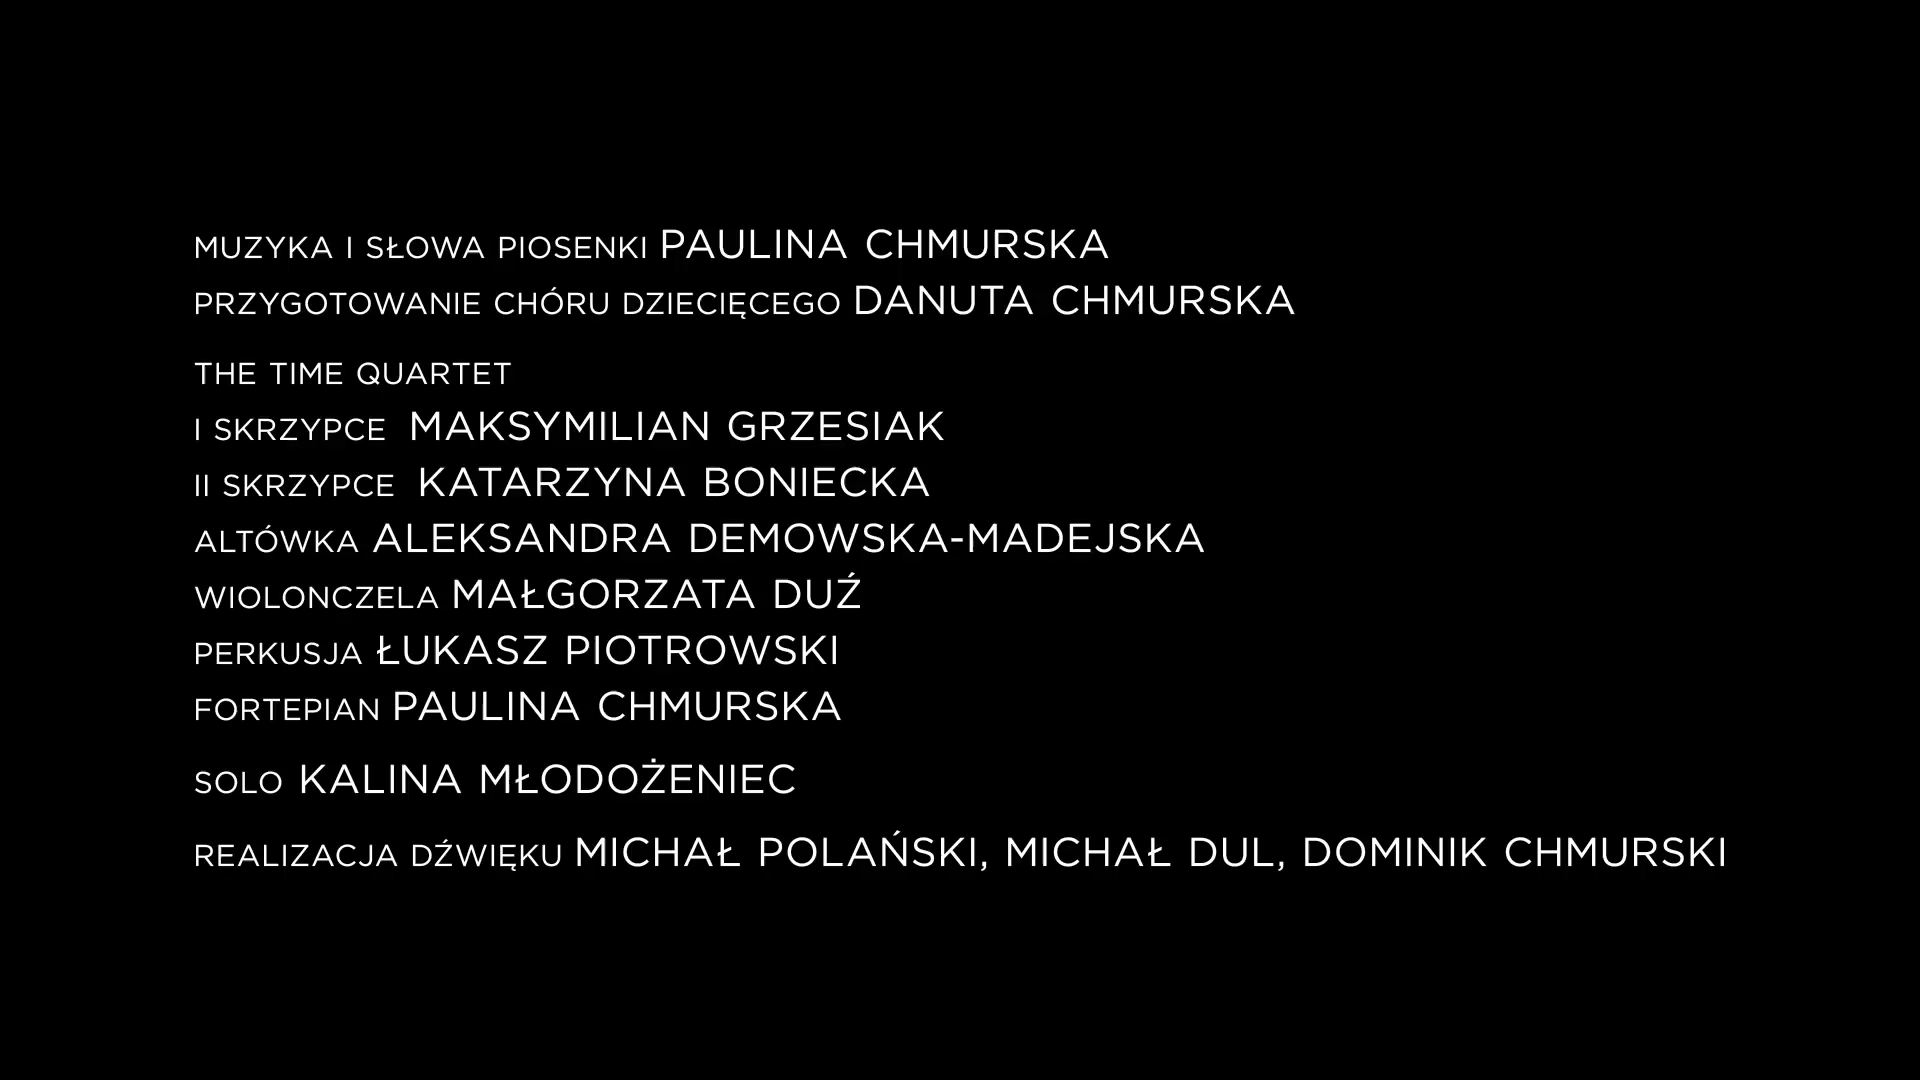 MUZYKA I SŁOWA PIOSENKI PAULINA CHMURSKA
PRZYGOTOWANIE CHÓRU DZIECIĘCEGO DANUTA CHMURSKA
THE TIME QUARTET
I SKRZYPCE MAKSYMILIAN GRZESIAK
II SKRZYPCE KATARZYNA BONIECKA
ALTÓWKA ALEKSANDRA DEMOWSKA-MADEJSKA
WIOLONCZELA MAŁGORZATA DUŹ
PERKUSJA ŁUKASZ PIOTROWSKI
FORTEPIAN PAULINA CHMURSKA
SOLO KALINA MŁODOŻENIEC
REALIZACJA DŹWIĘKU MICHAŁ POLAŃSKI, MICHAŁ DUL, DOMINIK CHMURSKI